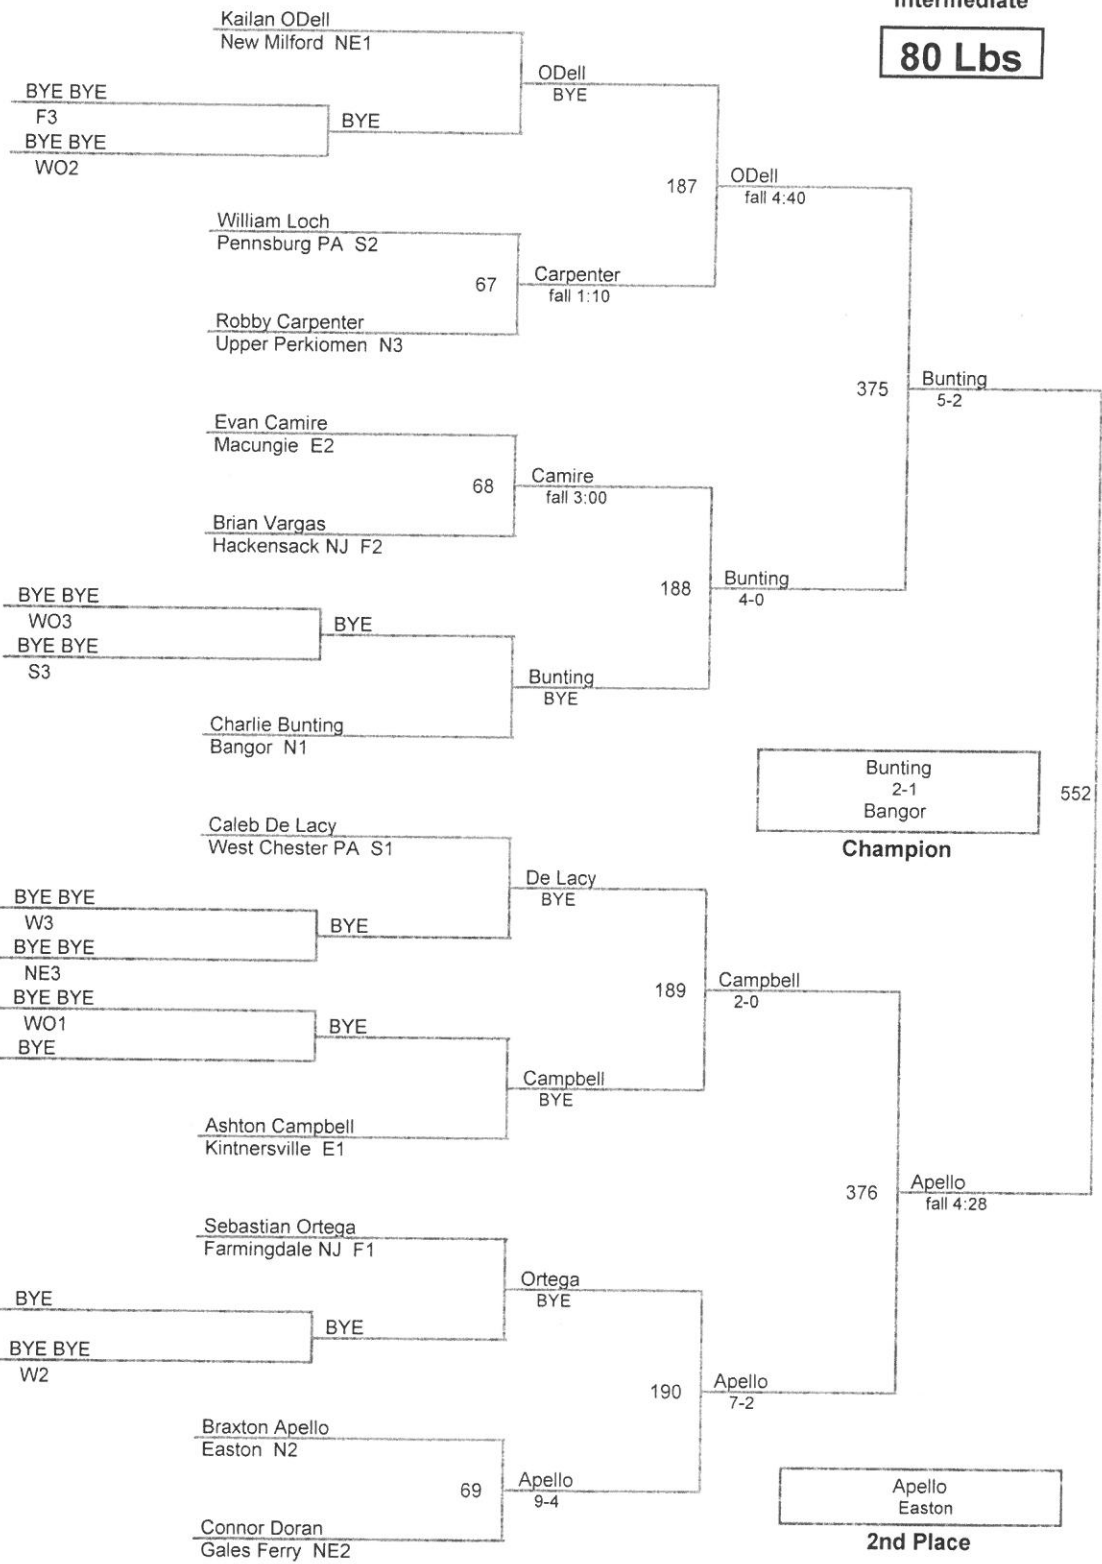 Intermediate
80 Lbs
Kailan ODell
New Milford NE1
ODell
BYE
BYE BYE
F3
BYE
BYE BYE
WO2
187
ODell
fall 4:40
William Loch
Pennsburg PA S2
67
Carpenter
fall 1:10
Robby Carpenter
Upper Perkiomen N3
375
Bunting
5-2
Evan Camire
Macungie E2
68
Camire
fall 3:00
Brian Vargas
Hackensack NJ F2
188
Bunting
4-0
BYE BYE
WO3
BYE
BYE BYE
S3
Bunting
BYE
Charlie Bunting
Bangor N1
Bunting
2-1
Bangor
552
Champion
Caleb De Lacy
West Chester PA S1
De Lacy
BYE
BYE BYE
W3
BYE
BYE BYE
NE3
BYE BYE
WO1
BYE
BYE
189
Campbell
2-0
Campbell
BYE
Ashton Campbell
Kintnersville E1
376
Apello
fall 4:28
Sebastian Ortega
Farmingdale NJ F1
Ortega
BYE
BYE
BYE
BYE BYE
W2
190
Apello
7-2
Braxton Apello
Easton N2
69
Apello
9-4
Connor Doran
Gales Ferry NE2
Apello
Easton
2nd Place